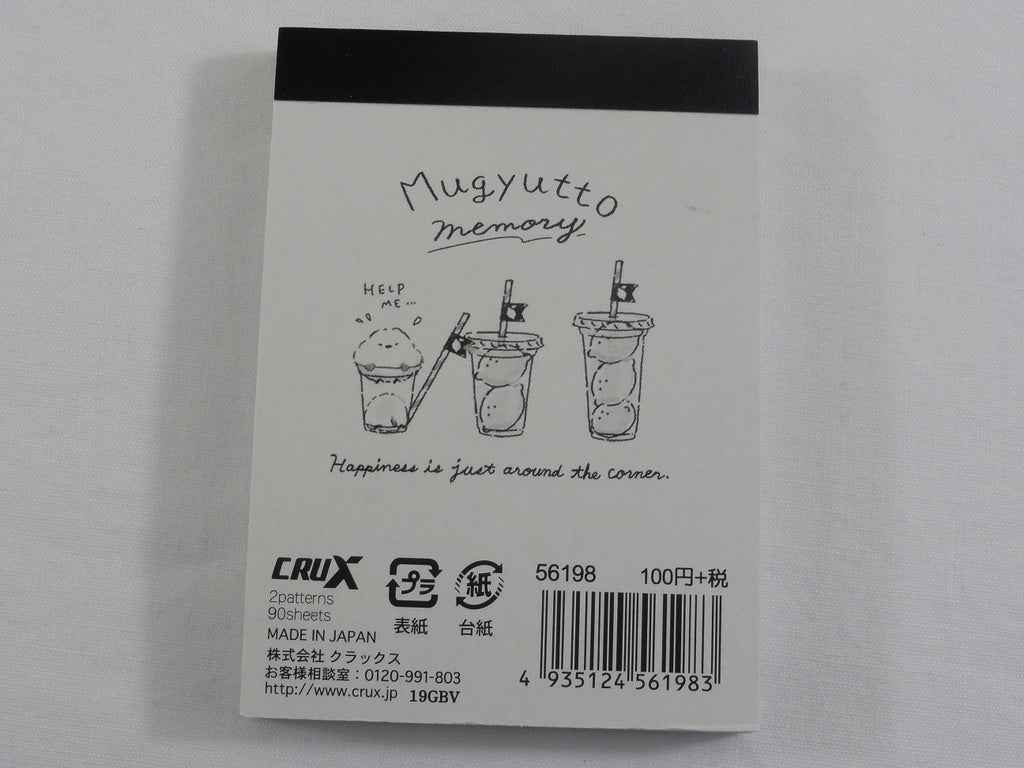 Mugyutto
memory
HELP
ME...
Happiness is just around the corner.
CRUX
2patterns
90sheets
MADE IN JAPAN
株式会社 クラックス
お客様相談室：0120-991-803
http://www.crux.jp 19GBV
プラ
表紙
紙
台紙
56198 100円+税
4 935124 561983